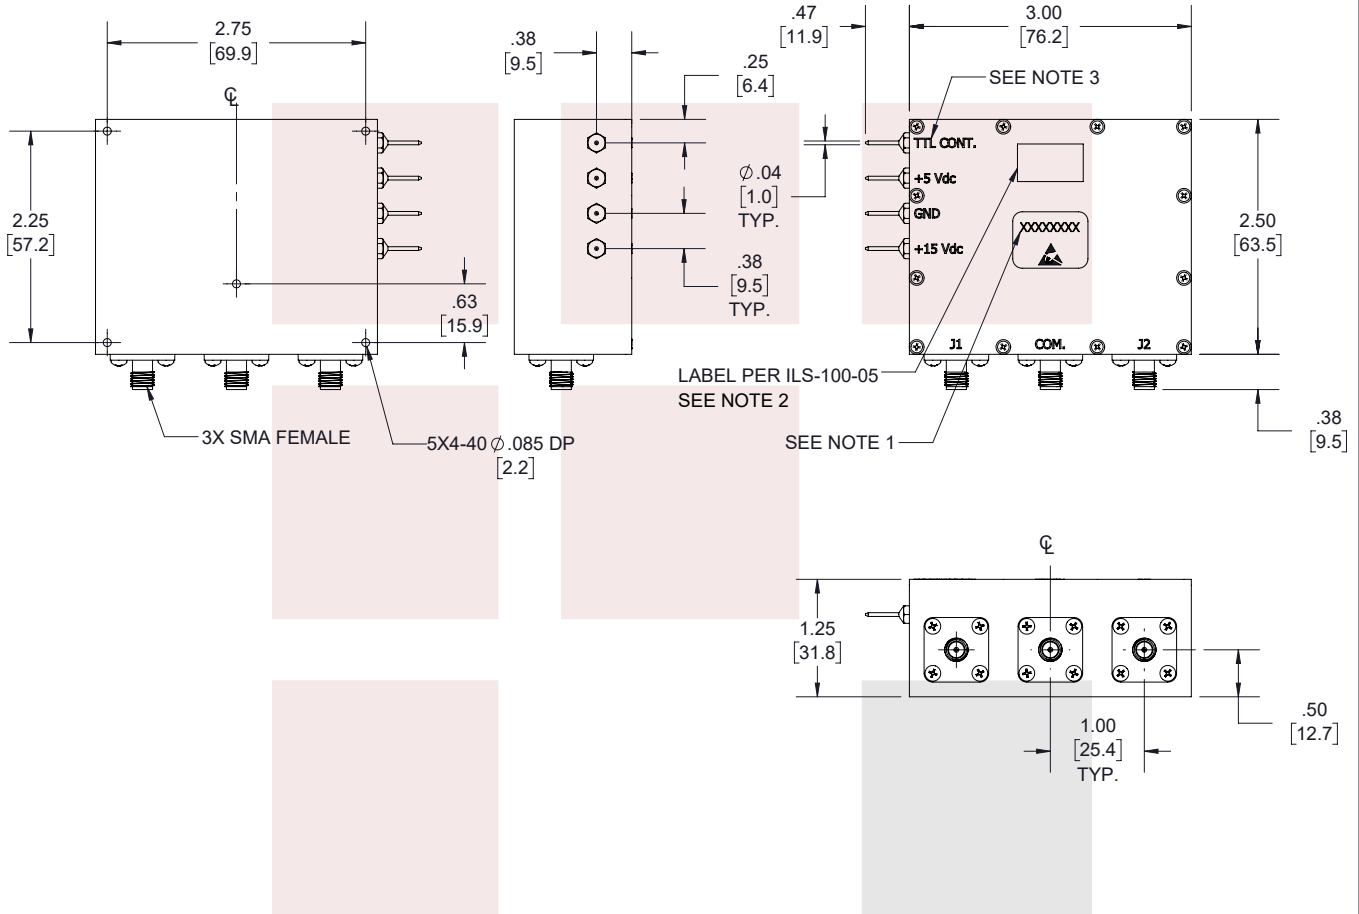 2.75
[69.9]
℄
2.25
[57.2]
.63
[15.9]
3X SMA FEMALE
5X4-40 ∅.085 DP
[2.2]
.38
[9.5]
.25
[6.4]
∅.04
[1.0]
TYP.
.38
[9.5]
TYP.
.47
[11.9]
3.00
[76.2]
SEE NOTE 3
TTL CONT.
+5 Vdc
GND
+15 Vdc
XXXXXXXX
J1 COM. J2
2.50
[63.5]
LABEL PER ILS-100-05
SEE NOTE 2
SEE NOTE 1
.38
[9.5]
℄
1.25
[31.8]
1.00
[25.4]
TYP.
.50
[12.7]